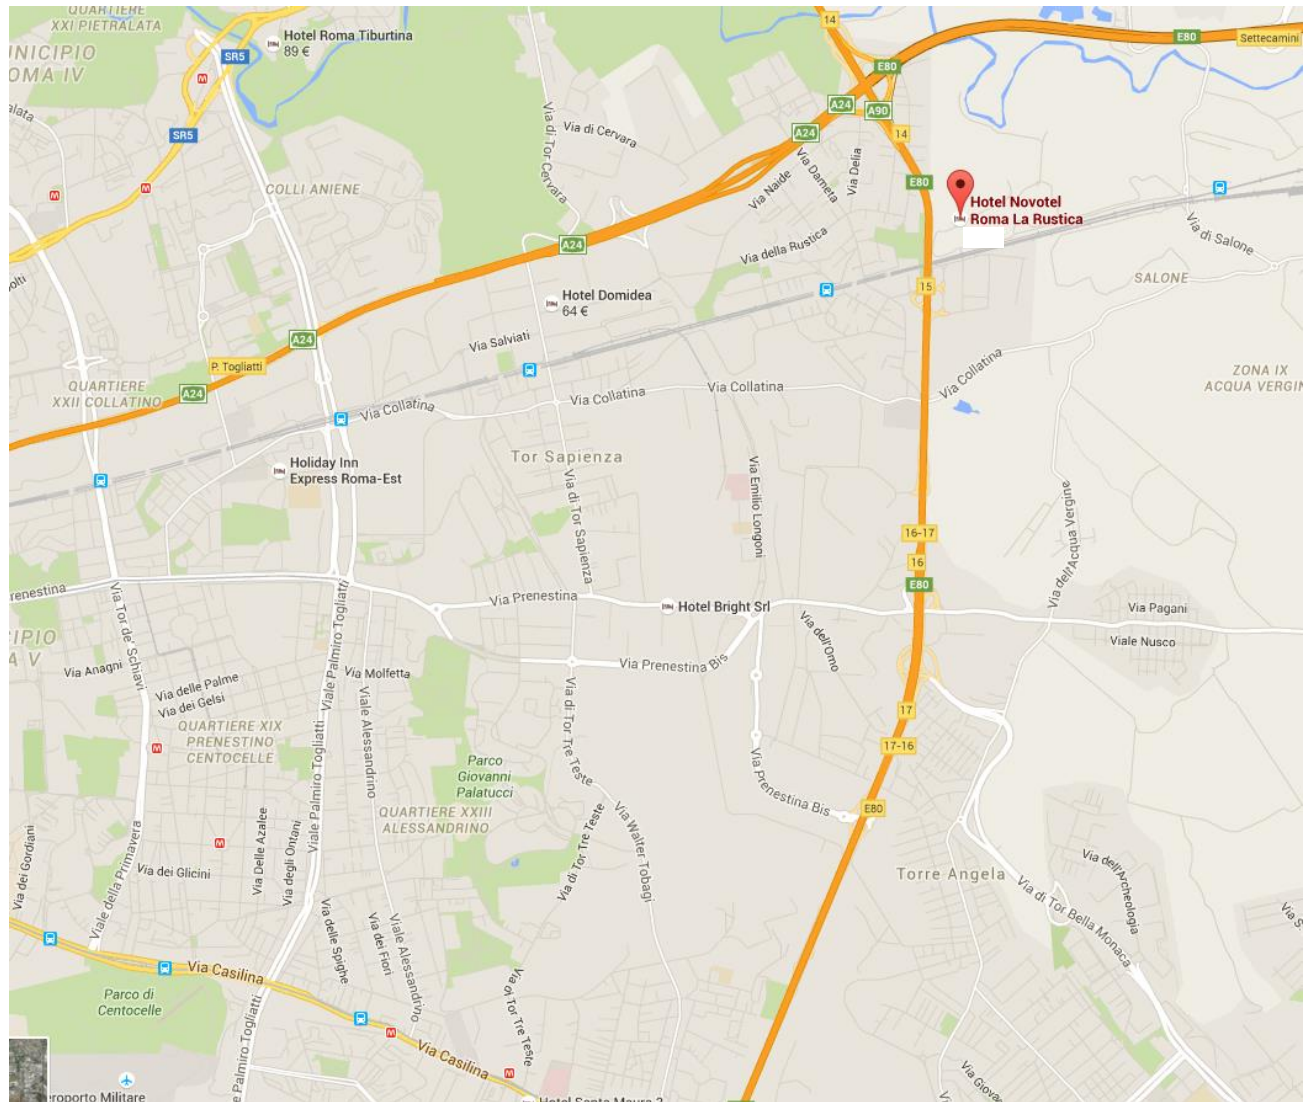 QUARTIERE
XXI PIETRALATA
Hotel Roma Tiburtina
89 €
14
E80
Settecamini
SR5
E80
A24
A90
A24
14
Via di Cervara
SR5
Via di Tor Cervara
COLLI ANIENE
Via Naide
Via Dameta
Via Delia
E80
Hotel Novotel
Roma La Rustica
A24
Via della Rustica
Via di Salone
SALONE
15
Hotel Domidea
64 €
A24
Via Salviati
P. Togliatti
QUARTIERE
XXII COLLATINO
A24
Via Collatina
Via Collatina
Via Collatina
Via Collatina
ZONA IX
Tor Sapienza
Holiday Inn
Express Roma-Est
Via di Tor Sapienza
Via Emilio Longoni
Via dell'Acqua Vergine
16-17
16
E80
Via Prenestina
Hotel Bright Srl
Via Pagani
Viale Nusco
Via Tor de' Schiavi
Viale Palmiro Togliatti
Via Prenestina Bis
Via dell'Omo
Via Anagni
Via delle Palme
Via dei Gelsi
Via Molfetta
Via di Tor Tre Teste
17
QUARTIERE XIX
PRENESTINO
CENTOCELLE
Viale Palmiro Togliatti
Viale Alessandrino
17-16
Parco
Giovanni
Palatucci
Via Prenestina Bis
E80
QUARTIERE XXIII
ALESSANDRINO
Via dei Gordiani
Viale della Primavera
Via dei Glicini
Via Delle Azalee
Via degli Ontani
Via di Tor Tre Teste
Via Walter Tobagi
Torre Angela
Via dell'Archeologia
Via di Tor Bella Monaca
Via delle Spighe
Via dei Fiori
Viale Alessandrino
Via Casilina
Via di Tor Tre Teste
Parco di
Centocelle
Via Casilina